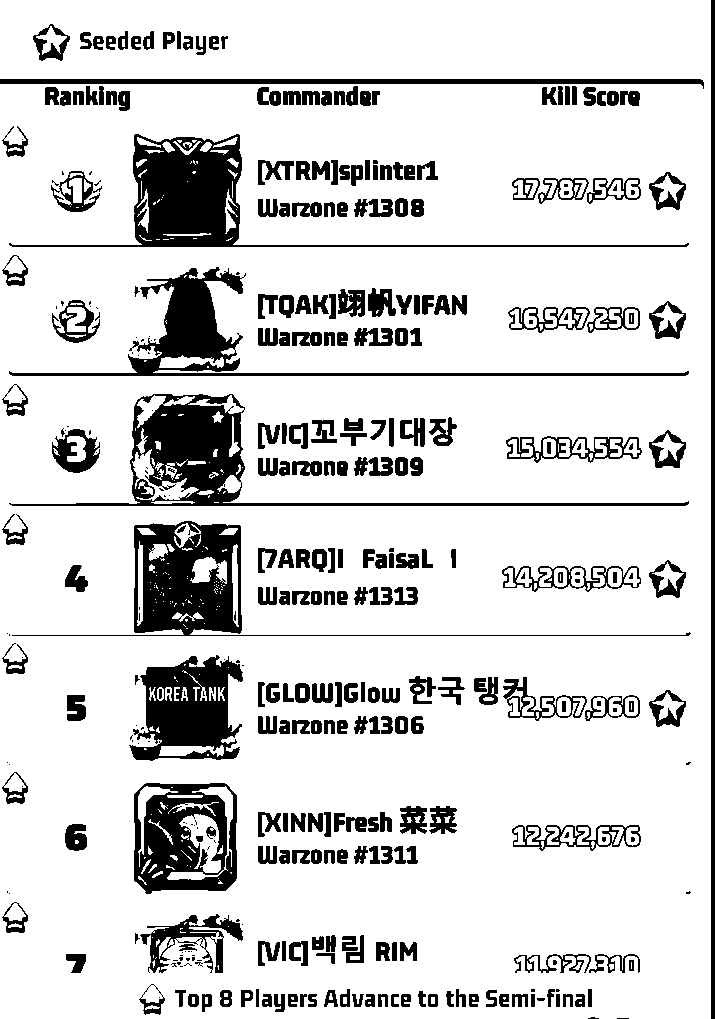 Seeded Player
Ranking Commander Kill Score
1 [XTRM]splinter1 17,787,546
Warzone #1308
2 [TQAK]翊帆YIFAN 16,547,250
Warzone #1301
3 [VIC]꼬부기대장 15,034,554
Warzone #1309
4 [7ARQ]I FaisaL I 14,208,504
Warzone #1313
KOREA TANK
5 [GLOW]Glow 한국 탱커 12,507,960
Warzone #1306
6 [XINN]Fresh 菜菜 12,242,676
Warzone #1311
7 [VIC]백림 RIM 11,927,310
Top 8 Players Advance to the Semi-final